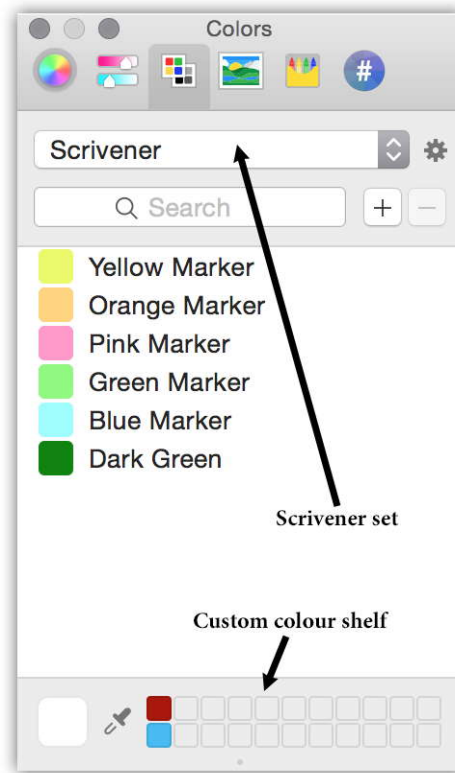 Colors
#
Scrivener
Search
Yellow Marker
Orange Marker
Pink Marker
Green Marker
Blue Marker
Dark Green
Scrivener set
Custom colour shelf